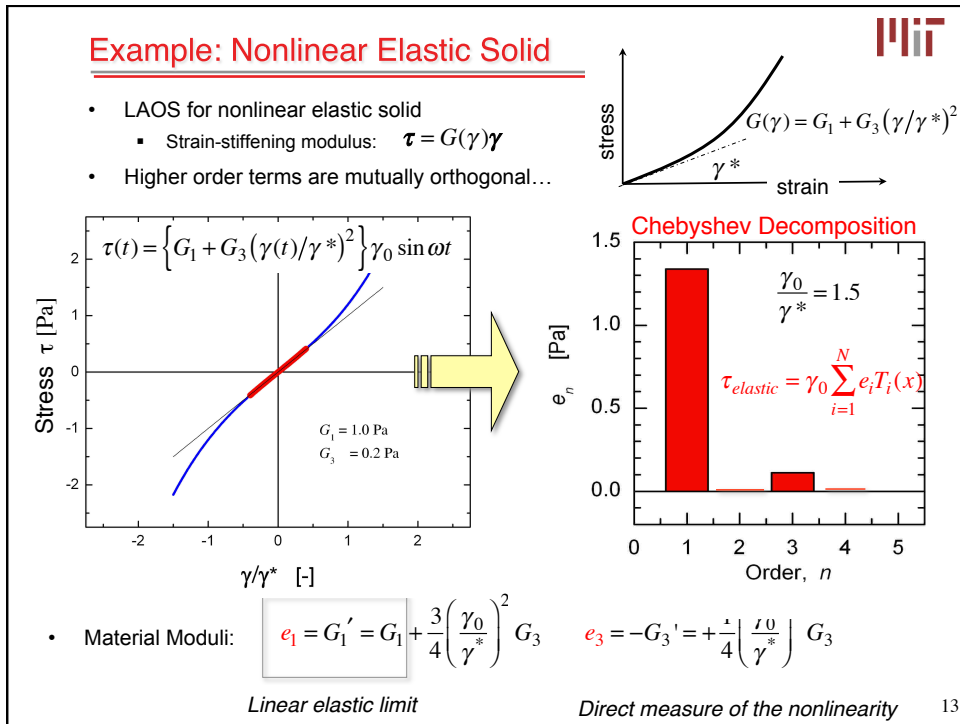 Example: Nonlinear Elastic Solid
MIT
• LAOS for nonlinear elastic solid
▪ Strain-stiffening modulus: τ = G(γ)γ
• Higher order terms are mutually orthogonal…
stress
G(γ) = G₁ + G₃(γ/γ*)²
γ*
strain
τ(t) = {G₁ + G₃(γ(t)/γ*)²}γ₀ sin ωt
Stress τ [Pa]
2
1
0
-1
-2
G₁ = 1.0 Pa
G₃ = 0.2 Pa
-2 -1 0 1 2
γ/γ* [-]
Chebyshev Decomposition
1.5
1.0
0.5
0.0
eₙ [Pa]
γ₀/γ* = 1.5
τelastic = γ₀ ∑ᵢ₌₁ᴺ eᵢTᵢ(x)
0 1 2 3 4 5
Order, n
• Material Moduli: e₁ = G₁′ = G₁ + 3/4 (γ₀/γ*)² G₃ e₃ = −G₃' = + 1/4 (γ₀/γ*) G₃
Linear elastic limit Direct measure of the nonlinearity 13